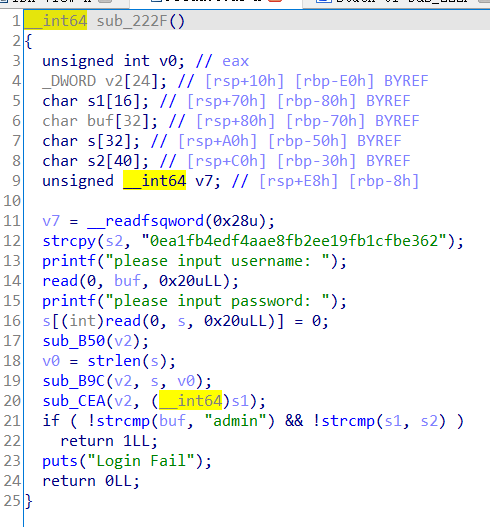 1 __int64 sub_222F()
2 {
3 unsigned int v0; // eax
4 _DWORD v2[24]; // [rsp+10h] [rbp-E0h] BYREF
5 char s1[16]; // [rsp+70h] [rbp-80h] BYREF
6 char buf[32]; // [rsp+80h] [rbp-70h] BYREF
7 char s[32]; // [rsp+A0h] [rbp-50h] BYREF
8 char s2[40]; // [rsp+C0h] [rbp-30h] BYREF
9 unsigned __int64 v7; // [rsp+E8h] [rbp-8h]
10
11 v7 = __readfsqword(0x28u);
12 strcpy(s2, "0ea1fb4edf4aae8fb2ee19fb1cfbe362");
13 printf("please input username: ");
14 read(0, buf, 0x20uLL);
15 printf("please input password: ");
16 s[(int)read(0, s, 0x20uLL)] = 0;
17 sub_B50(v2);
18 v0 = strlen(s);
19 sub_B9C(v2, s, v0);
20 sub_CEA(v2, (__int64)s1);
21 if ( !strcmp(buf, "admin") && !strcmp(s1, s2) )
22 return 1LL;
23 puts("Login Fail");
24 return 0LL;
25 }